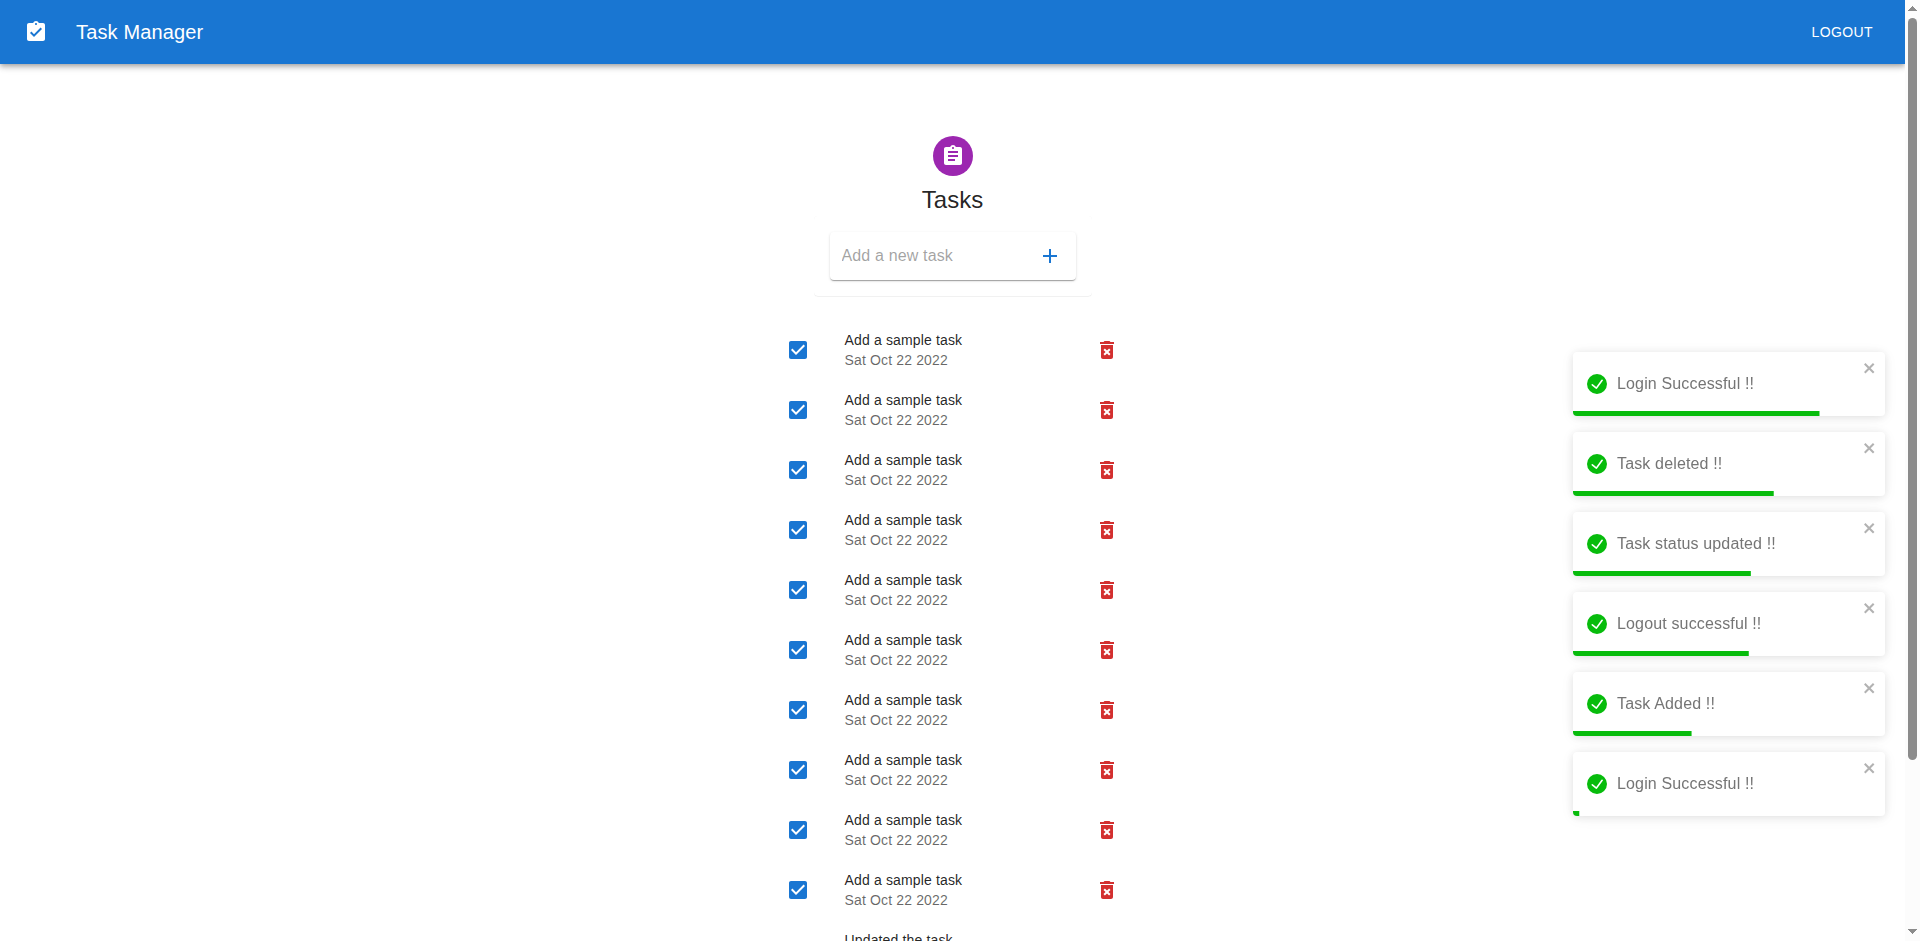 Task Manager
LOGOUT
Tasks
Add a new task
Add a sample task
Sat Oct 22 2022
Add a sample task
Sat Oct 22 2022
Add a sample task
Sat Oct 22 2022
Add a sample task
Sat Oct 22 2022
Add a sample task
Sat Oct 22 2022
Add a sample task
Sat Oct 22 2022
Add a sample task
Sat Oct 22 2022
Add a sample task
Sat Oct 22 2022
Add a sample task
Sat Oct 22 2022
Add a sample task
Sat Oct 22 2022
Updated the task
Login Successful !!
Task deleted !!
Task status updated !!
Logout successful !!
Task Added !!
Login Successful !!